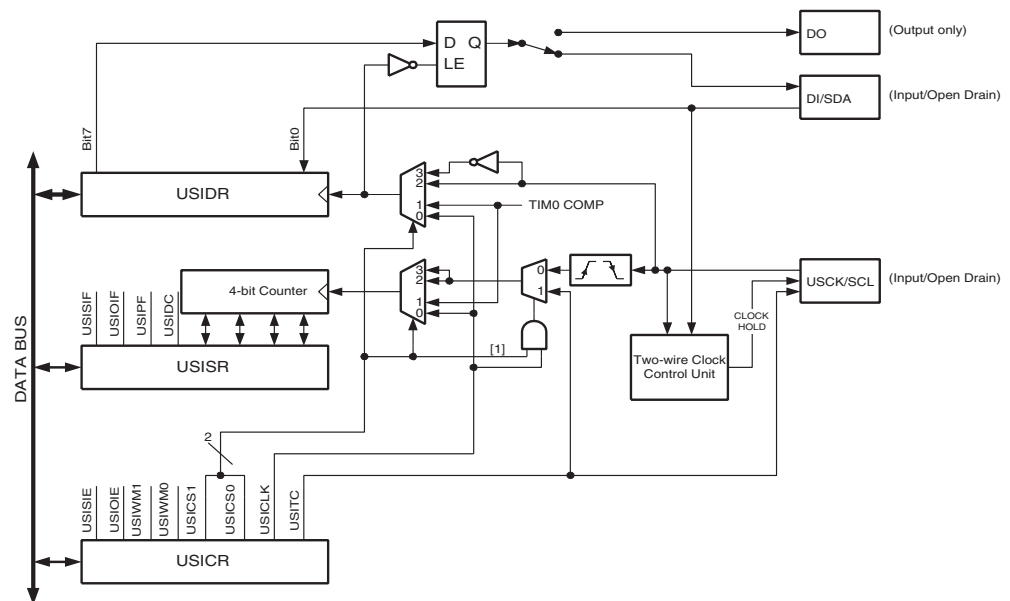 D Q
LE
DO
(Output only)
DI/SDA
(Input/Open Drain)
Bit7
Bit0
USIDR
3
2
1
0
TIM0 COMP
DATA BUS
USISIF
USIOIF
USIPF
USIDC
4-bit Counter
3
2
1
0
0
1
USCK/SCL
(Input/Open Drain)
CLOCK
HOLD
[1]
USISR
Two-wire Clock
Control Unit
2
USISIE
USIOIE
USIWM1
USIWM0
USICS1
USICS0
USICLK
USITC
USICR